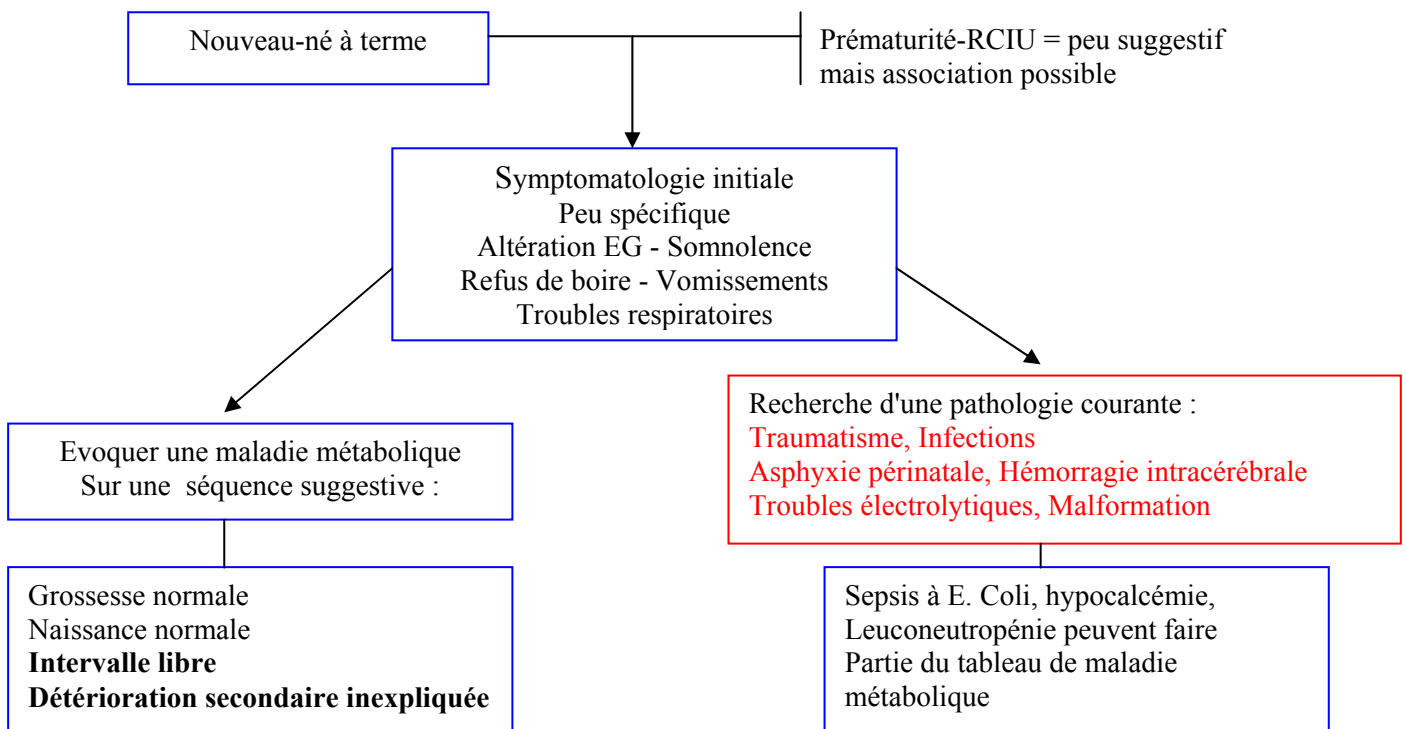 Nouveau-né à terme
Prématurité-RCIU = peu suggestif
mais association possible
Symptomatologie initiale
Peu spécifique
Altération EG - Somnolence
Refus de boire - Vomissements
Troubles respiratoires
Evoquer une maladie métabolique
Sur une séquence suggestive :
Recherche d'une pathologie courante :
Traumatisme, Infections
Asphyxie périnatale, Hémorragie intracérébrale
Troubles électrolytiques, Malformation
Grossesse normale
Naissance normale
Intervalle libre
Détérioration secondaire inexpliquée
Sepsis à E. Coli, hypocalcémie,
Leuconeutropénie peuvent faire
Partie du tableau de maladie
métabolique